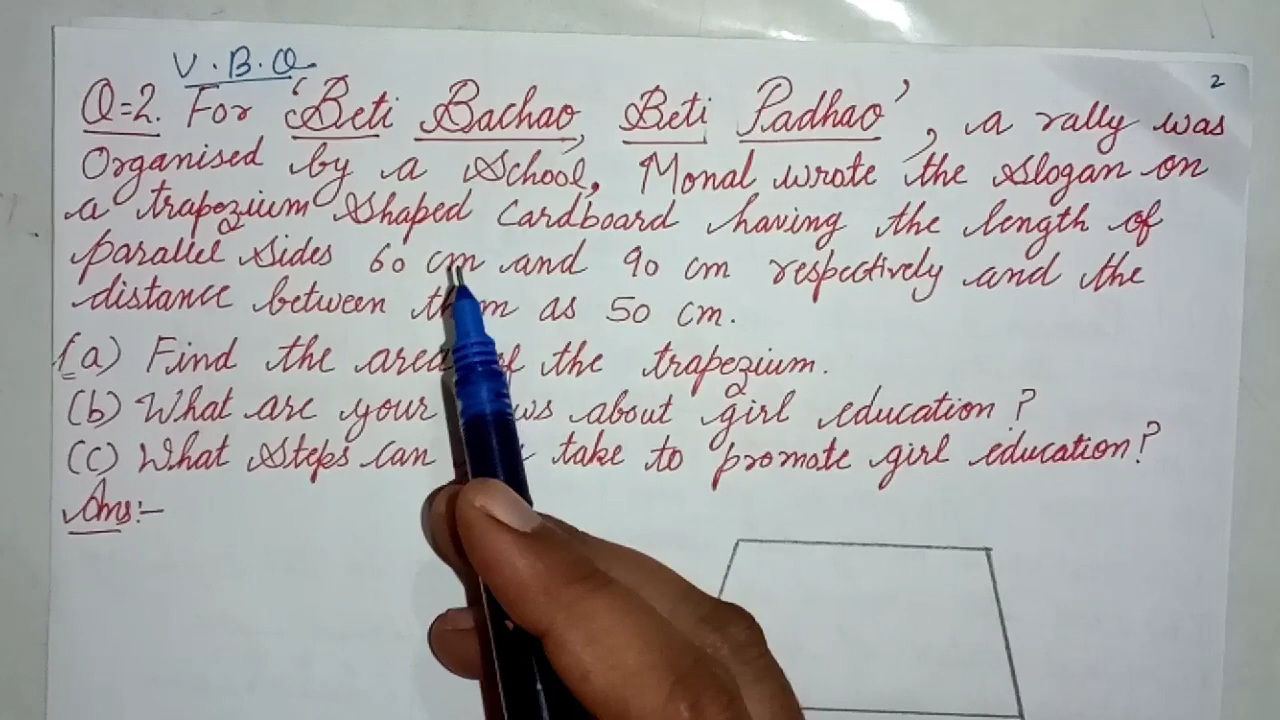 V.B.Q
2
Q=2. For 'Beti Bachao, Beti Padhao', a rally was
Organised by a School, Monal wrote the slogan on
a trapezium shaped cardboard having the length of
parallel sides 60 cm and 90 cm respectively and the
distance between them as 50 cm.
(a) Find the area of the trapezium.
(b) What are your about girl education?
(c) What steps can take to promote girl education?
Ans:-